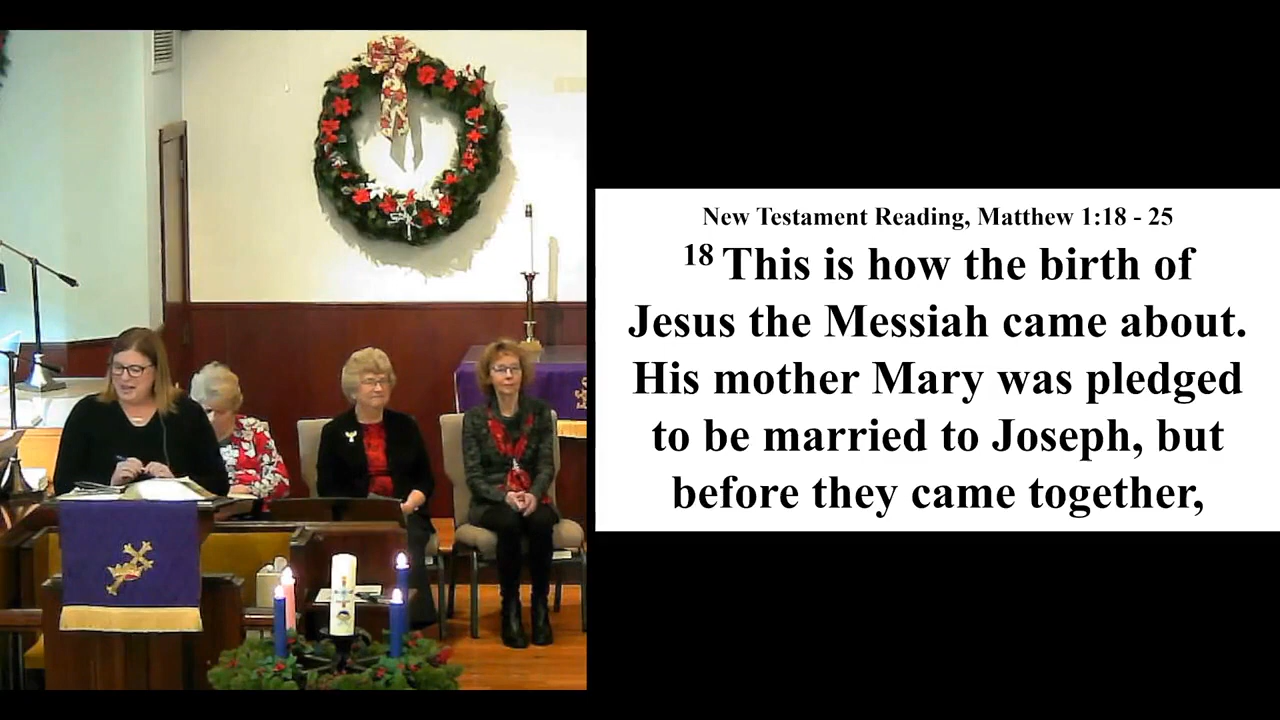 New Testament Reading, Matthew 1:18 - 25
18 This is how the birth of
Jesus the Messiah came about.
His mother Mary was pledged
to be married to Joseph, but
before they came together,